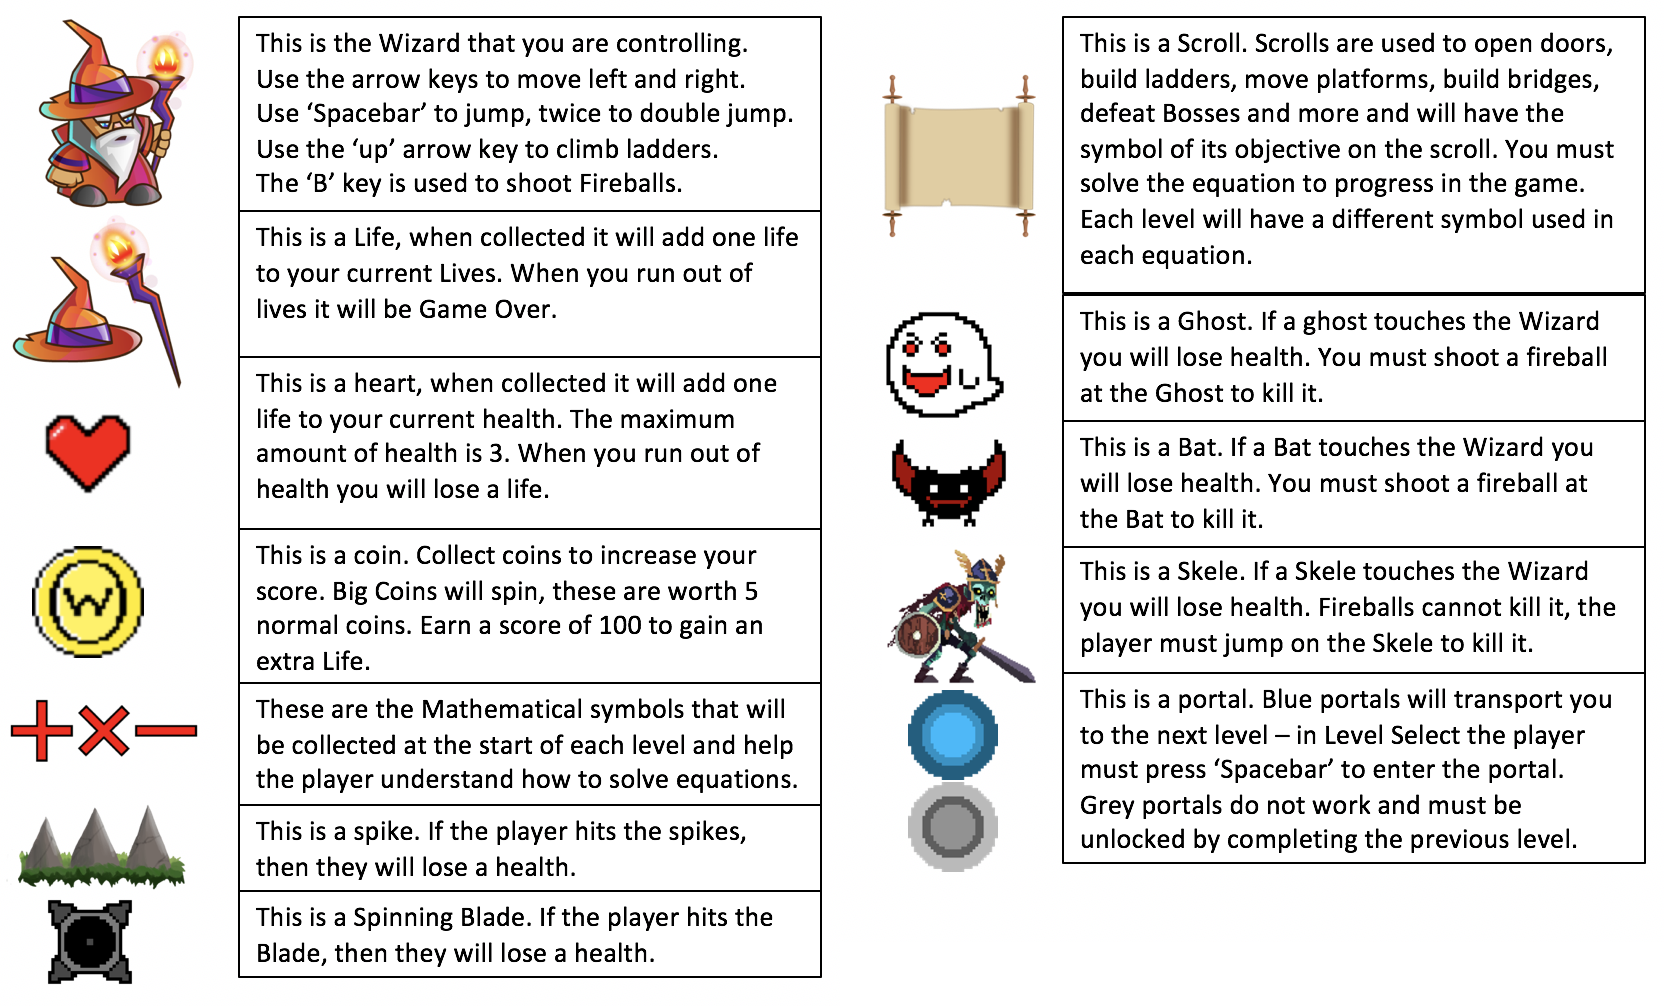 This is the Wizard that you are controlling.
Use the arrow keys to move left and right.
Use ‘Spacebar’ to jump, twice to double jump.
Use the ‘up’ arrow key to climb ladders.
The ‘B’ key is used to shoot Fireballs.
This is a Life, when collected it will add one life
to your current Lives. When you run out of
lives it will be Game Over.
This is a heart, when collected it will add one
life to your current health. The maximum
amount of health is 3. When you run out of
health you will lose a life.
W
This is a coin. Collect coins to increase your
score. Big Coins will spin, these are worth 5
normal coins. Earn a score of 100 to gain an
extra Life.
+×−
These are the Mathematical symbols that will
be collected at the start of each level and help
the player understand how to solve equations.
This is a spike. If the player hits the spikes,
then they will lose a health.
This is a Spinning Blade. If the player hits the
Blade, then they will lose a health.
This is a Scroll. Scrolls are used to open doors,
build ladders, move platforms, build bridges,
defeat Bosses and more and will have the
symbol of its objective on the scroll. You must
solve the equation to progress in the game.
Each level will have a different symbol used in
each equation.
This is a Ghost. If a ghost touches the Wizard
you will lose health. You must shoot a fireball
at the Ghost to kill it.
This is a Bat. If a Bat touches the Wizard you
will lose health. You must shoot a fireball at
the Bat to kill it.
This is a Skele. If a Skele touches the Wizard
you will lose health. Fireballs cannot kill it, the
player must jump on the Skele to kill it.
This is a portal. Blue portals will transport you
to the next level – in Level Select the player
must press ‘Spacebar’ to enter the portal.
Grey portals do not work and must be
unlocked by completing the previous level.